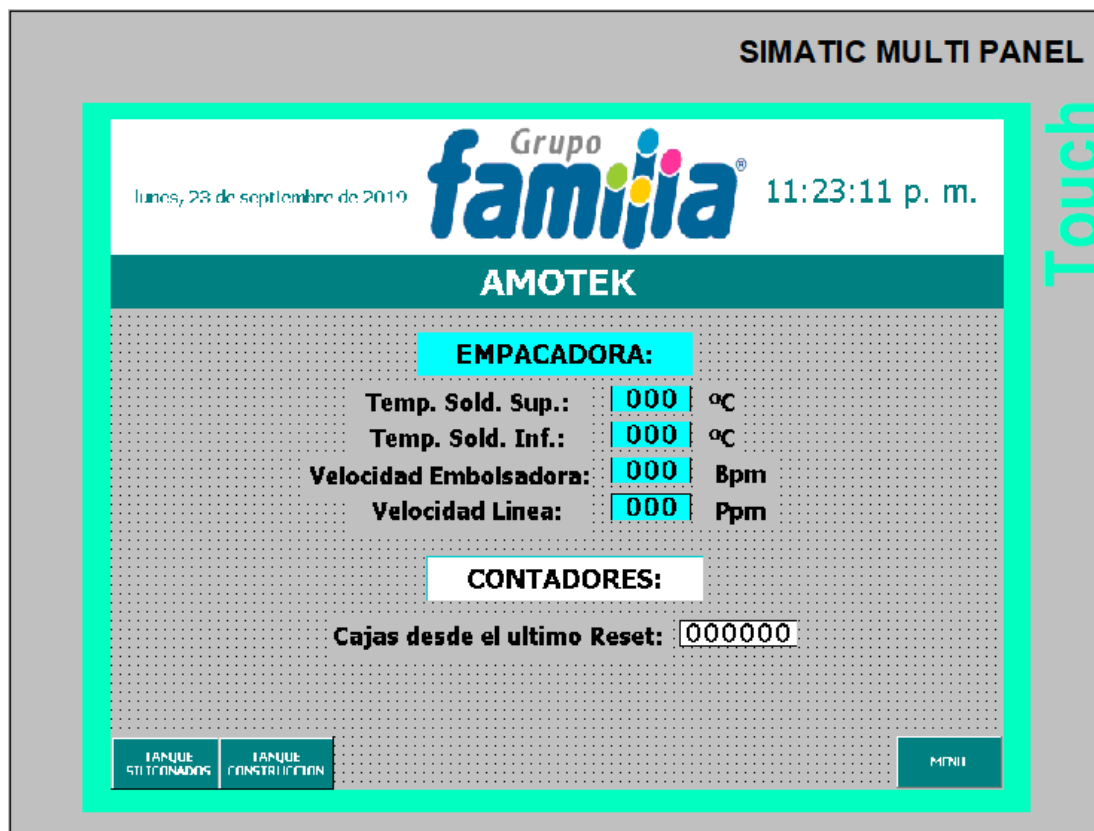 SIMATIC MULTI PANEL
Touch
Grupo
familia®
lunes, 23 de septiembre de 2019
11:23:11 p. m.
AMOTEK
EMPACADORA:
Temp. Sold. Sup.: 000 ºC
Temp. Sold. Inf.: 000 ºC
Velocidad Embolsadora: 000 Bpm
Velocidad Linea: 000 Ppm
CONTADORES:
Cajas desde el ultimo Reset: 000000
TANQUE
SILICONADOS
TANQUE
CONSTRUCCION
MENU